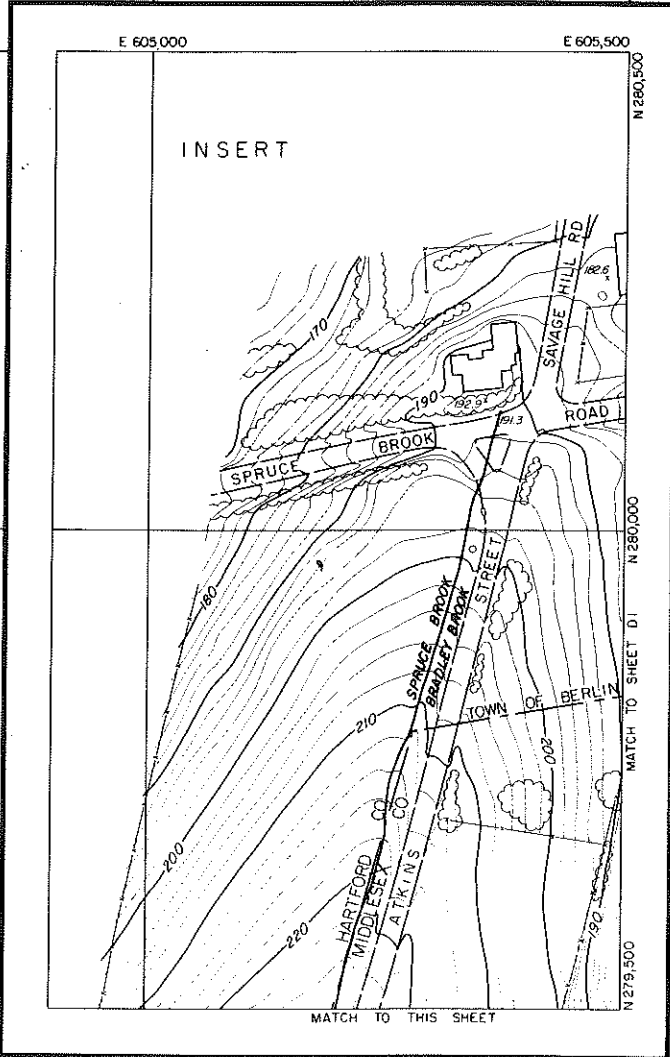 E 605,000
E 605,500
N 280,500
INSERT
SAVAGE HILL RD
182.6
170
190
192.9
191.3
ROAD
SPRUCE BROOK
N 280,000
STREET
180
SPRUCE BROOK
BRADLEY BROOK
TOWN OF BERLIN
MATCH TO SHEET D1
210
200
CO
CO
200
HARTFORD
MIDDLESEX
ATKINS
220
190
N 279,500
MATCH TO THIS SHEET